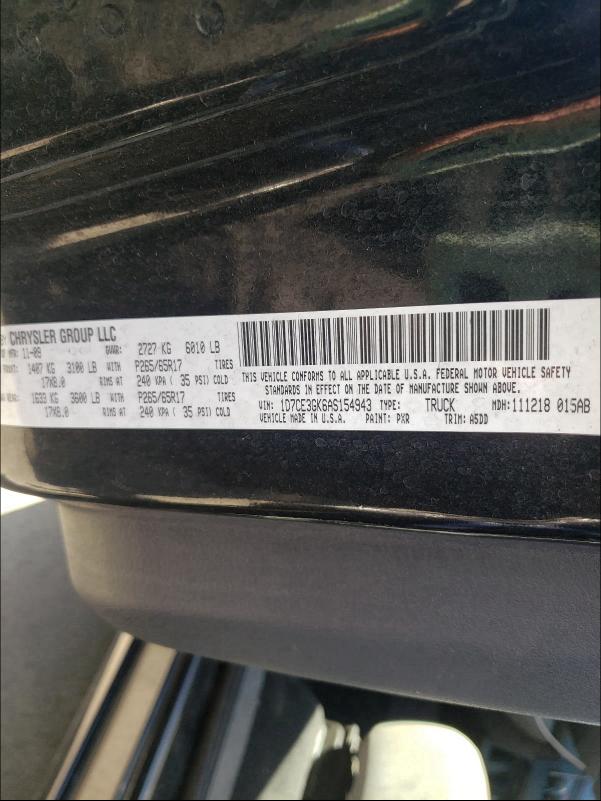 BY CHRYSLER GROUP LLC
MFR: 11-09 GVWR: 2727 KG 6010 LB
FRONT: 1407 KG 3100 LB WITH P265/65R17 TIRES
17X8.0 RIMS AT 240 KPA ( 35 PSI) COLD
REAR: 1633 KG 3600 LB WITH P265/65R17 TIRES
17X8.0 RIMS AT 240 KPA ( 35 PSI) COLD
THIS VEHICLE CONFORMS TO ALL APPLICABLE U.S.A. FEDERAL MOTOR VEHICLE SAFETY
STANDARDS IN EFFECT ON THE DATE OF MANUFACTURE SHOWN ABOVE.
VIN: 1D7CE3GK6AS154943 TYPE: TRUCK MDH: 111218 015AB
VEHICLE MADE IN U.S.A. PAINT: PXR TRIM: A5DD